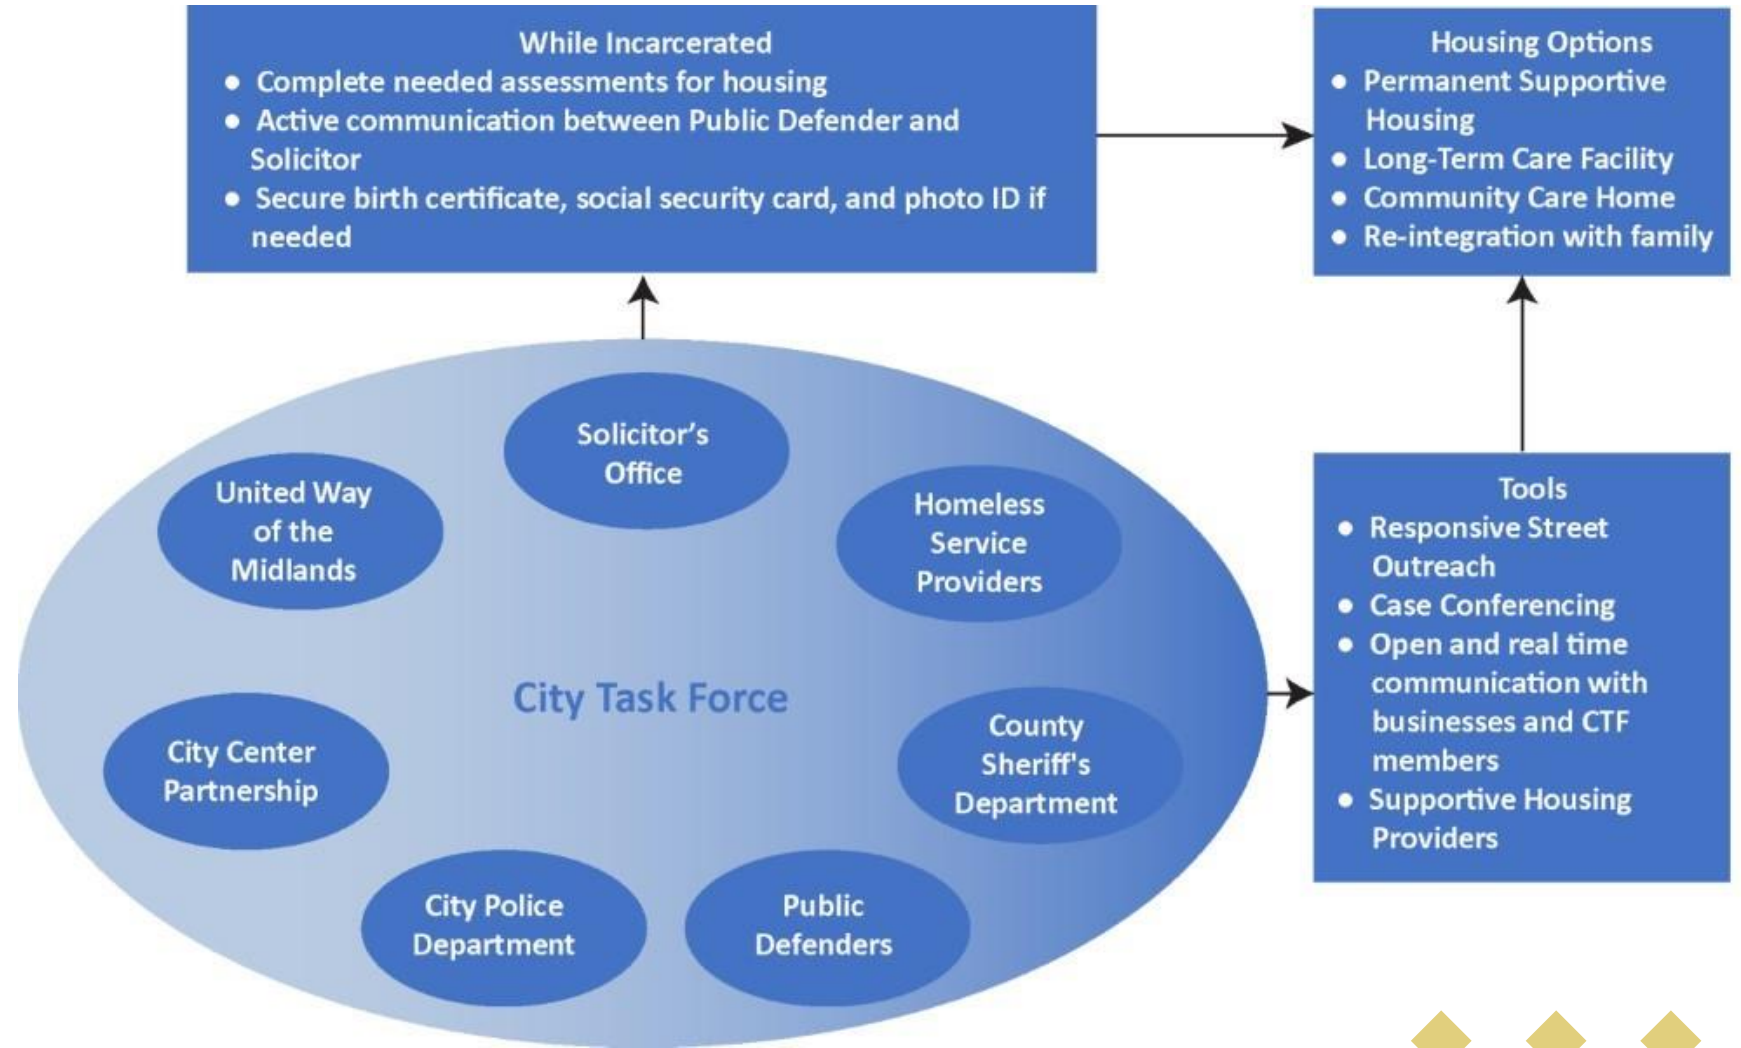 While Incarcerated
● Complete needed assessments for housing
● Active communication between Public Defender and
Solicitor
● Secure birth certificate, social security card, and photo ID if
needed
Housing Options
● Permanent Supportive
Housing
● Long-Term Care Facility
● Community Care Home
● Re-integration with family
Solicitor’s
Office
United Way
of the
Midlands
Homeless
Service
Providers
City Task Force
City Center
Partnership
County
Sheriff's
Department
City Police
Department
Public
Defenders
Tools
● Responsive Street
Outreach
● Case Conferencing
● Open and real time
communication with
businesses and CTF
members
● Supportive Housing
Providers